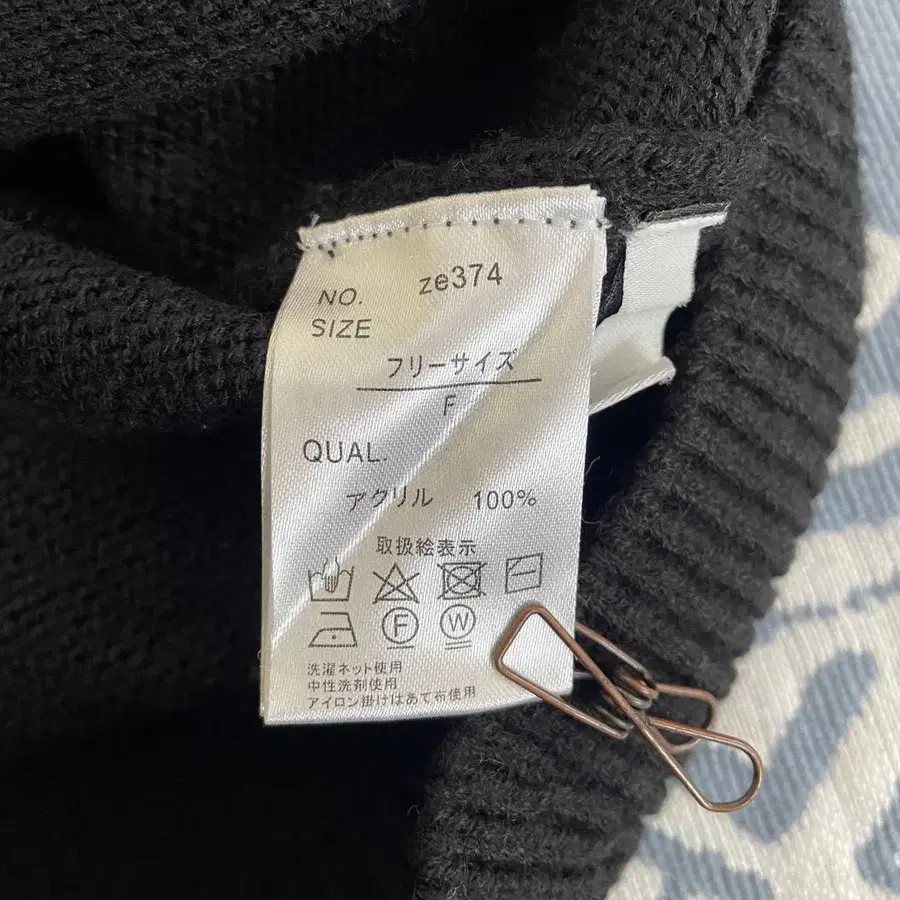 NO. ze374
SIZE
フリーサイズ
F
QUAL.
アクリル 100%
取扱絵表示
F W
洗濯ネット使用
中性洗剤使用
アイロン掛けはあて布使用